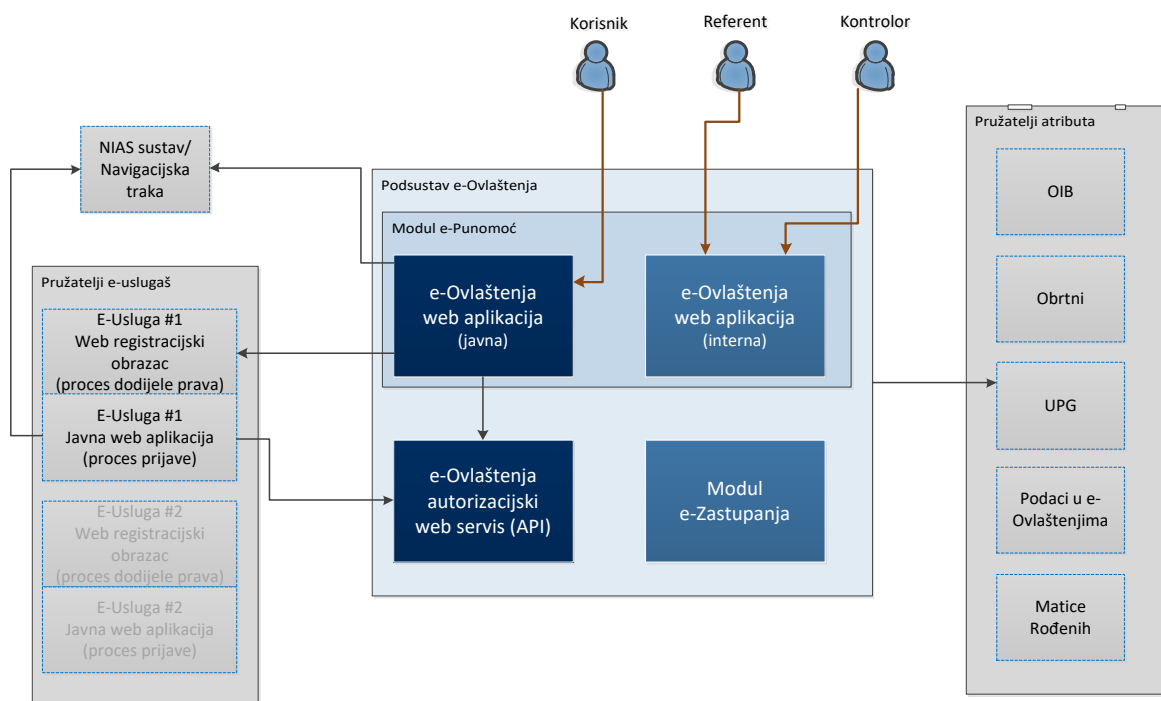 Korisnik
Referent
Kontrolor
NIAS sustav/
Navigacijska
traka
Pružatelji e-uslugaš
E-Usluga #1
Web registracijski
obrazac
(proces dodijele prava)
E-Usluga #1
Javna web aplikacija
(proces prijave)
E-Usluga #2
Web registracijski
obrazac
(proces dodijele prava)
E-Usluga #2
Javna web aplikacija
(proces prijave)
Podsustav e-Ovlaštenja
Modul e-Punomoć
e-Ovlaštenja
web aplikacija
(javna)
e-Ovlaštenja
web aplikacija
(interna)
e-Ovlaštenja
autorizacijski
web servis (API)
Modul
e-Zastupanja
Pružatelji atributa
OIB
Obrtni
UPG
Podaci u e-
Ovlaštenjima
Matice
Rođenih